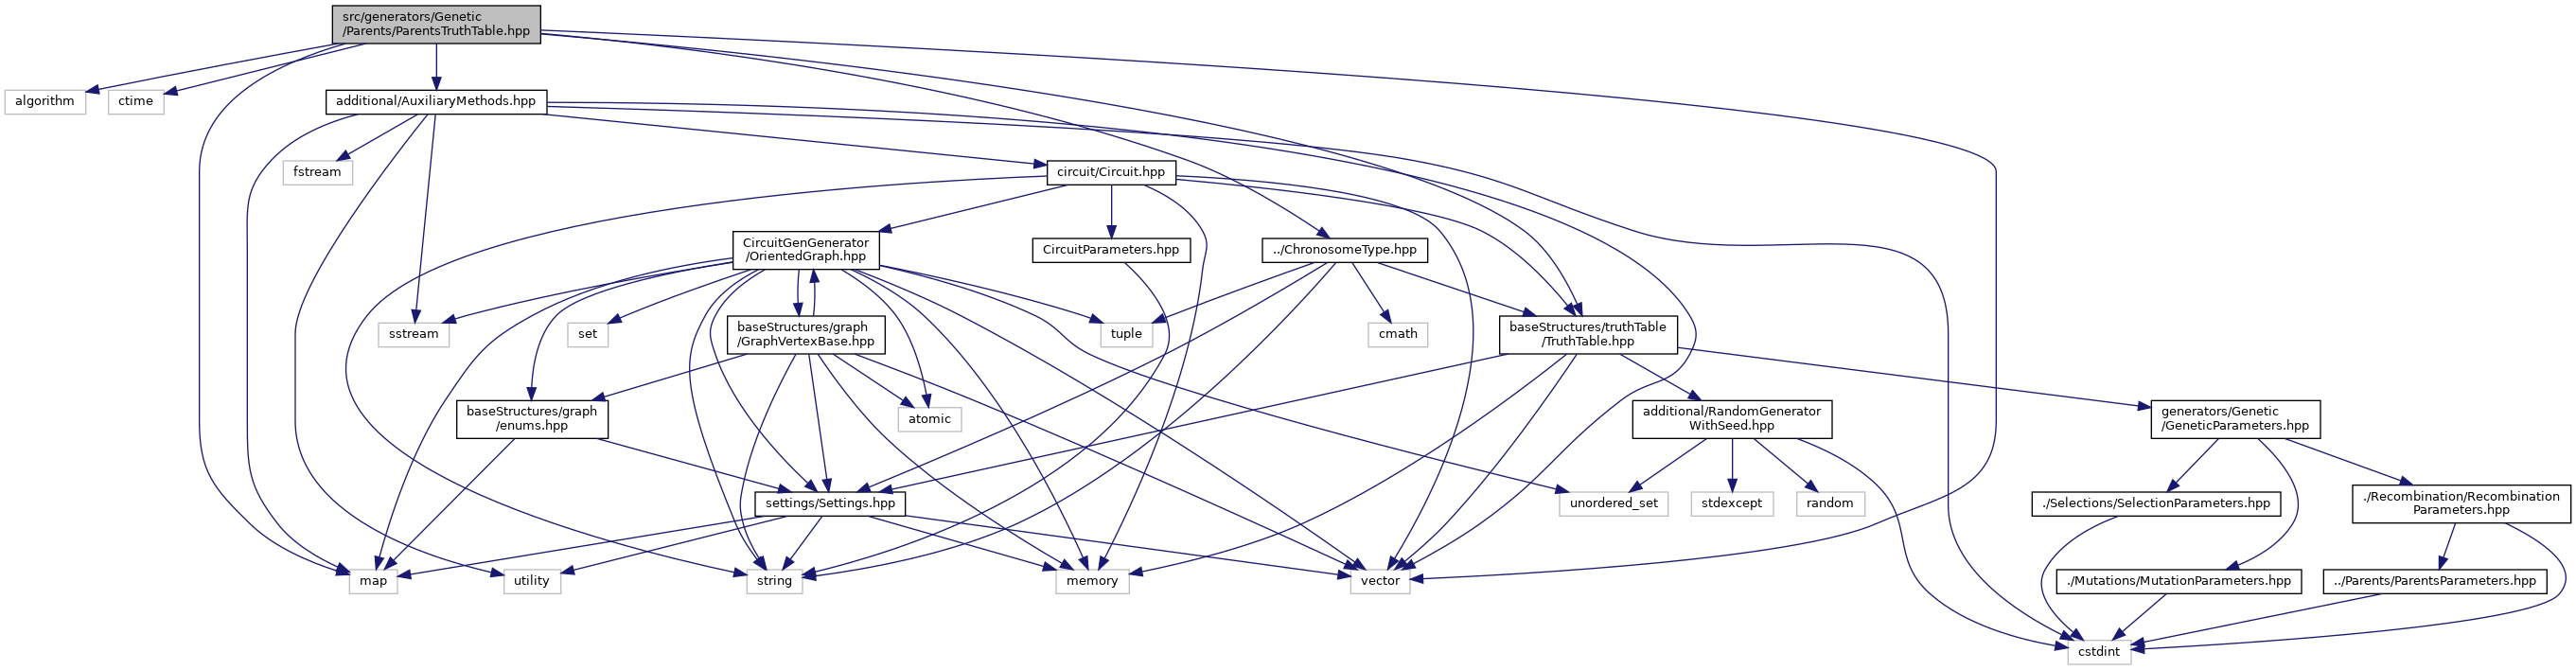 src/generators/Genetic
/Parents/ParentsTruthTable.hpp
algorithm
ctime
additional/AuxiliaryMethods.hpp
fstream
circuit/Circuit.hpp
CircuitGenGenerator
/OrientedGraph.hpp
CircuitParameters.hpp
../ChronosomeType.hpp
sstream
set
baseStructures/graph
/GraphVertexBase.hpp
tuple
cmath
baseStructures/truthTable
/TruthTable.hpp
baseStructures/graph
/enums.hpp
atomic
additional/RandomGenerator
WithSeed.hpp
generators/Genetic
/GeneticParameters.hpp
settings/Settings.hpp
unordered_set
stdexcept
random
./Selections/SelectionParameters.hpp
./Recombination/Recombination
Parameters.hpp
map
utility
string
memory
vector
./Mutations/MutationParameters.hpp
../Parents/ParentsParameters.hpp
cstdint